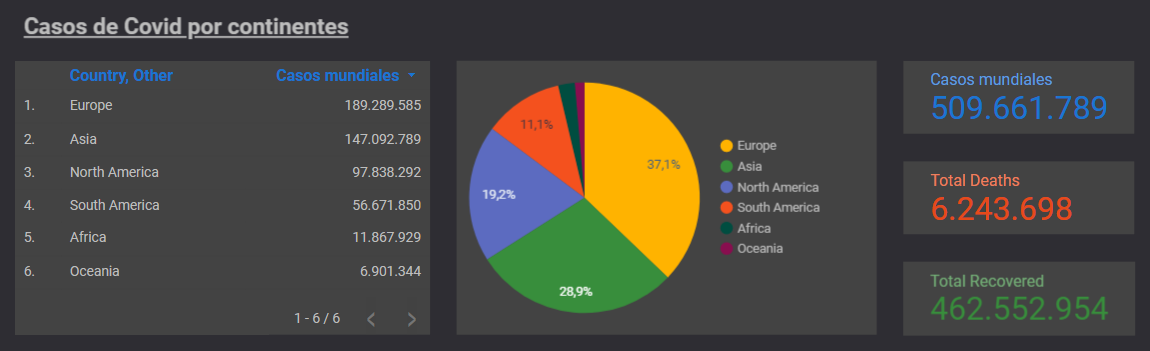 Casos de Covid por continentes
Country, Other Casos mundiales
1. Europe 189.289.585
2. Asia 147.092.789
3. North America 97.838.292
4. South America 56.671.850
5. Africa 11.867.929
6. Oceania 6.901.344
1 - 6 / 6
37,1%
28,9%
19,2%
11,1%
Europe
Asia
North America
South America
Africa
Oceania
Casos mundiales
509.661.789
Total Deaths
6.243.698
Total Recovered
462.552.954